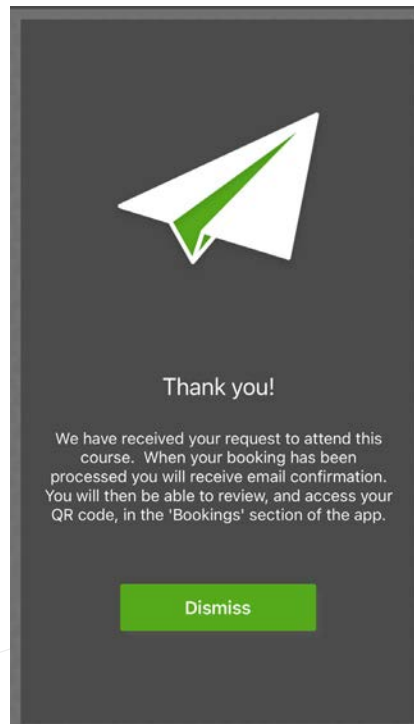 Thank you!
We have received your request to attend this
course.  When your booking has been
processed you will receive email confirmation.
You will then be able to review, and access your
QR code, in the 'Bookings' section of the app.
Dismiss